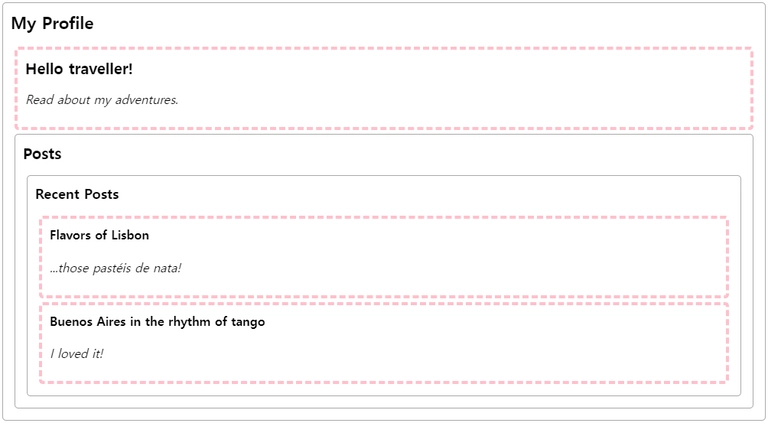 My Profile
Hello traveller!
Read about my adventures.
Posts
Recent Posts
Flavors of Lisbon
...those pastéis de nata!
Buenos Aires in the rhythm of tango
I loved it!